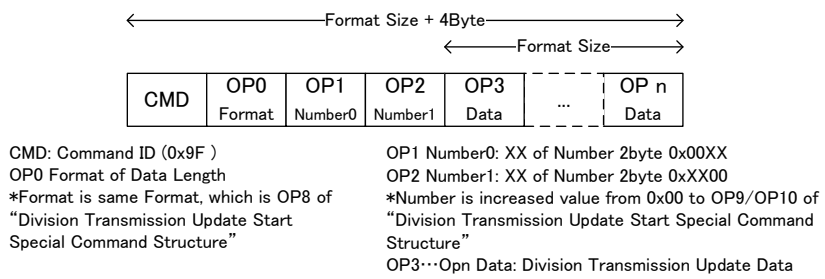 Format Size + 4Byte
Format Size
CMD OP0 OP1 OP2 OP3 ... OP n
Format Number0 Number1 Data Data
CMD: Command ID (0x9F )
OP0 Format of Data Length
*Format is same Format, which is OP8 of
“Division Transmission Update Start
Special Command Structure”
OP1 Number0: XX of Number 2byte 0x00XX
OP2 Number1: XX of Number 2byte 0xXX00
*Number is increased value from 0x00 to OP9/OP10 of
“Division Transmission Update Start Special Command
Structure”
OP3…Opn Data: Division Transmission Update Data